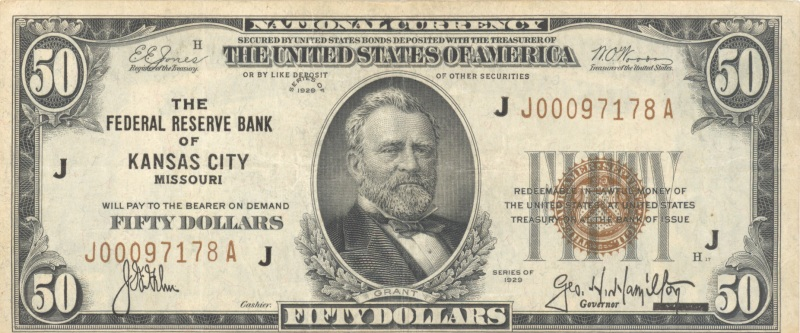 NATIONAL CURRENCY
SECURED BY UNITED STATES BONDS DEPOSITED WITH THE TREASURER OF
THE UNITED STATES OF AMERICA
OR BY LIKE DEPOSIT OF OTHER SECURITIES
50
E.E. Jones
Register of the Treasury.
H
SERIES OF
1929
W.O. Woods
Treasurer of the United States.
50
THE
FEDERAL RESERVE BANK
OF
KANSAS CITY
MISSOURI
J
WILL PAY TO THE BEARER ON DEMAND
FIFTY DOLLARS
J00097178A
J
J J00097178A
FIFTY
REDEEMABLE IN LAWFUL MONEY OF
THE UNITED STATES AT UNITED STATES
TREASURY OR AT THE BANK OF ISSUE
J
H 17
SERIES OF
1929
GRANT
50
Cashier.
Geo. H. Hamilton
Governor
50
FIFTY DOLLARS